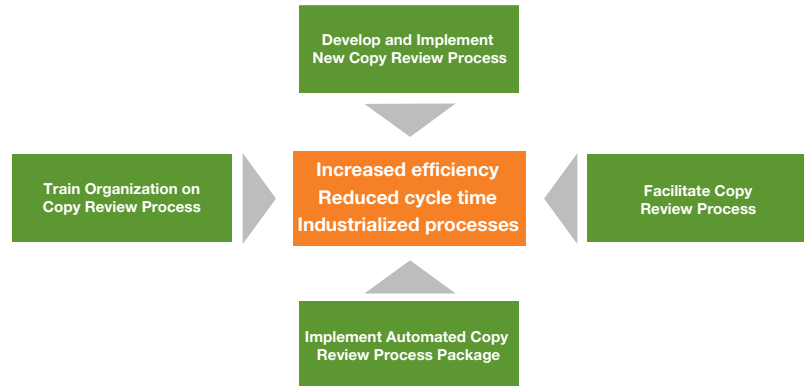 Develop and Implement
New Copy Review Process
Train Organization on
Copy Review Process
Increased efficiency
Reduced cycle time
Industrialized processes
Facilitate Copy
Review Process
Implement Automated Copy
Review Process Package